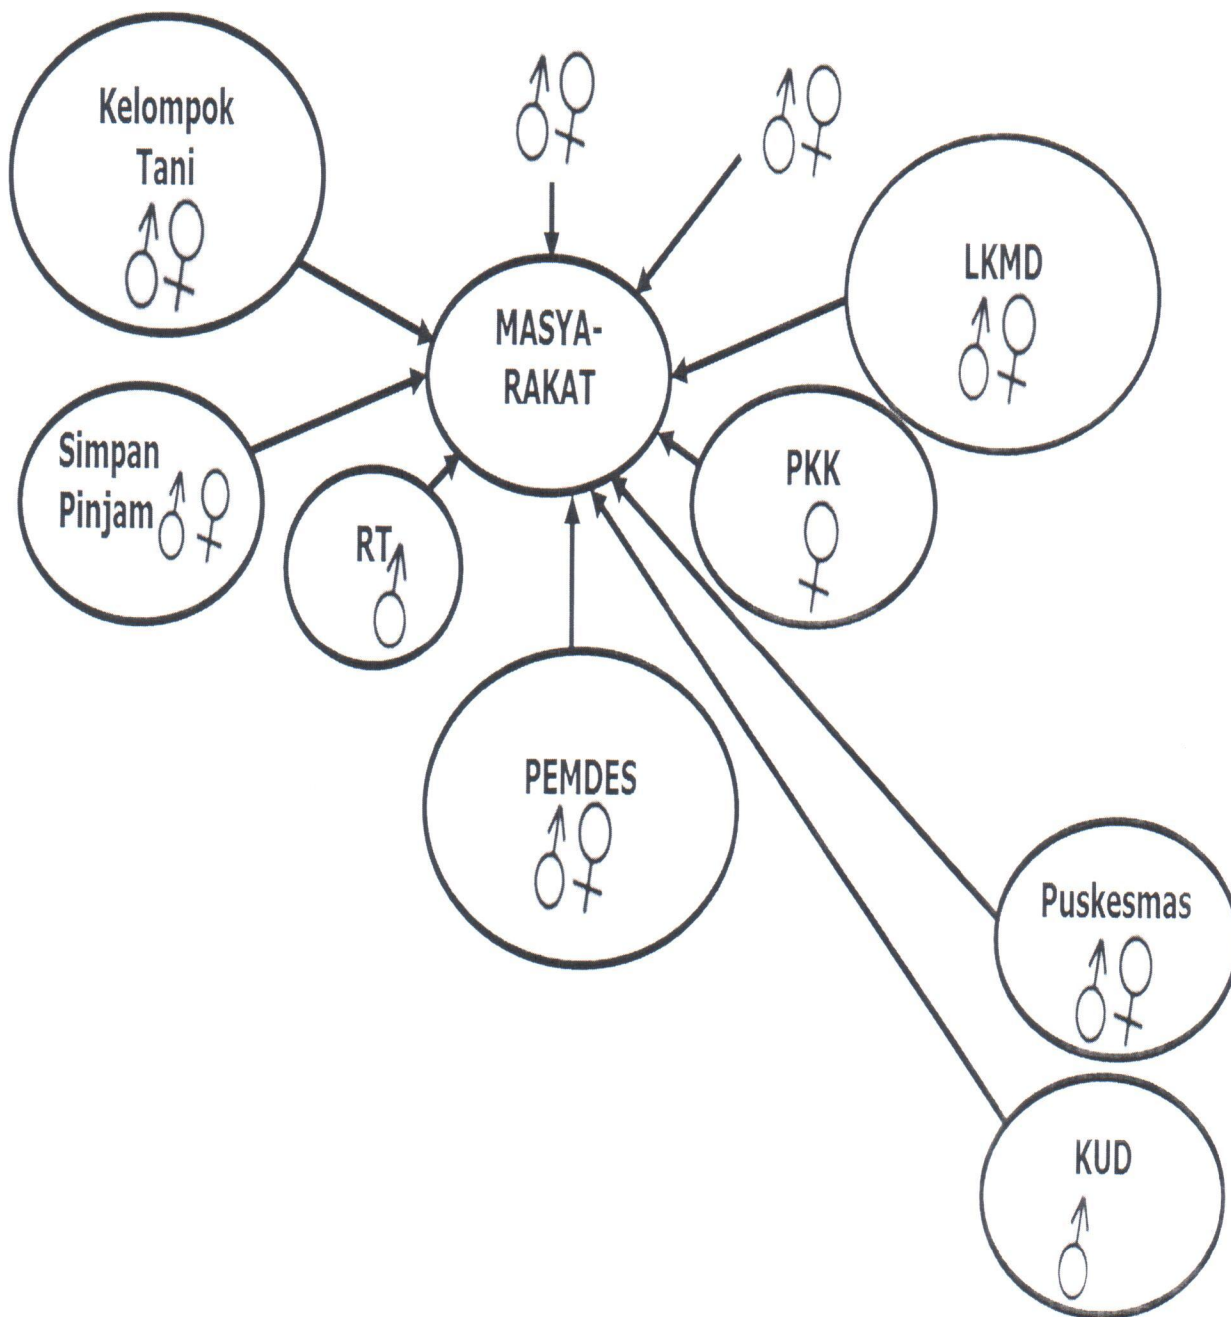 Kelompok
Tani
♂♀
♂♀
♂♀
LKMD
♂♀
MASYA-
RAKAT
Simpan
Pinjam ♂♀
RT
♂
PKK
♀
PEMDES
♂♀
Puskesmas
♂♀
KUD
♂